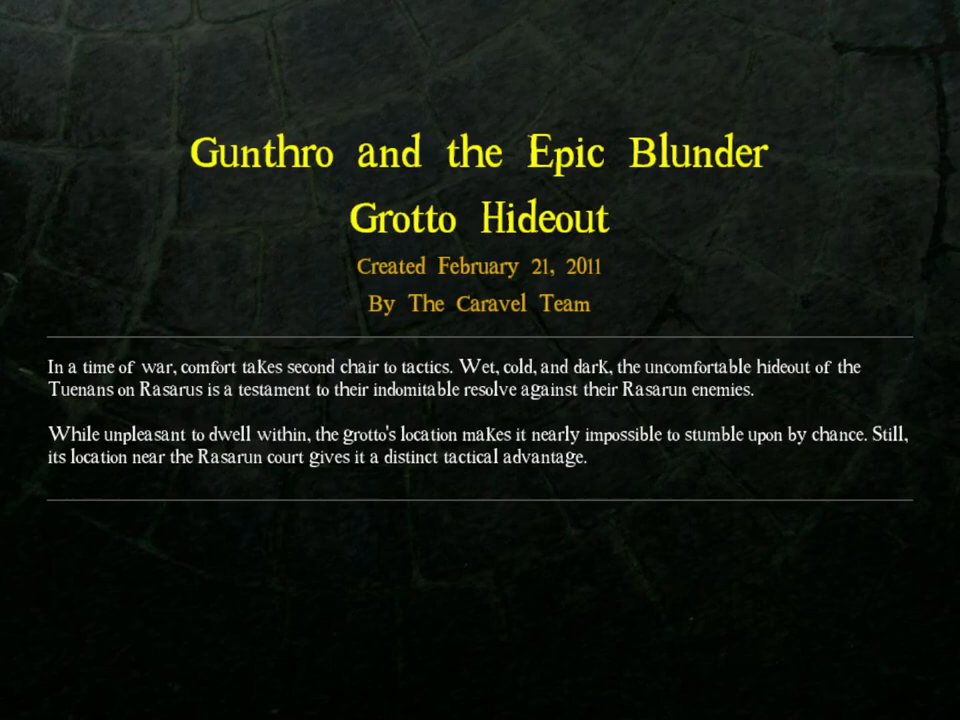 Gunthro and the Epic Blunder
Grotto Hideout
Created February 21, 2011
By The Caravel Team
In a time of war, comfort takes second chair to tactics. Wet, cold, and dark, the uncomfortable hideout of the
Tuenans on Rasarus is a testament to their indomitable resolve against their Rasarun enemies.
While unpleasant to dwell within, the grotto's location makes it nearly impossible to stumble upon by chance. Still,
its location near the Rasarun court gives it a distinct tactical advantage.